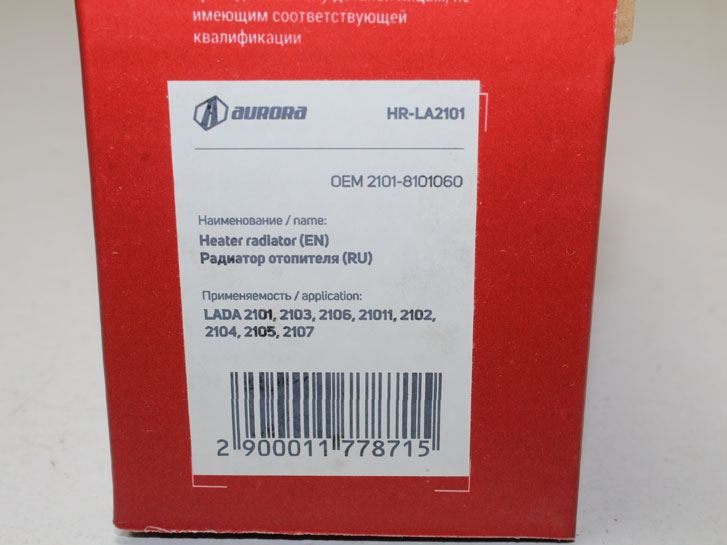 имеющим соответствующей
квалификации
AURORA HR-LA2101
OEM 2101-8101060
Наименование / name:
Heater radiator (EN)
Радиатор отопителя (RU)
Применяемость / application:
LADA 2101, 2103, 2106, 21011, 2102,
2104, 2105, 2107
2 900011 778715